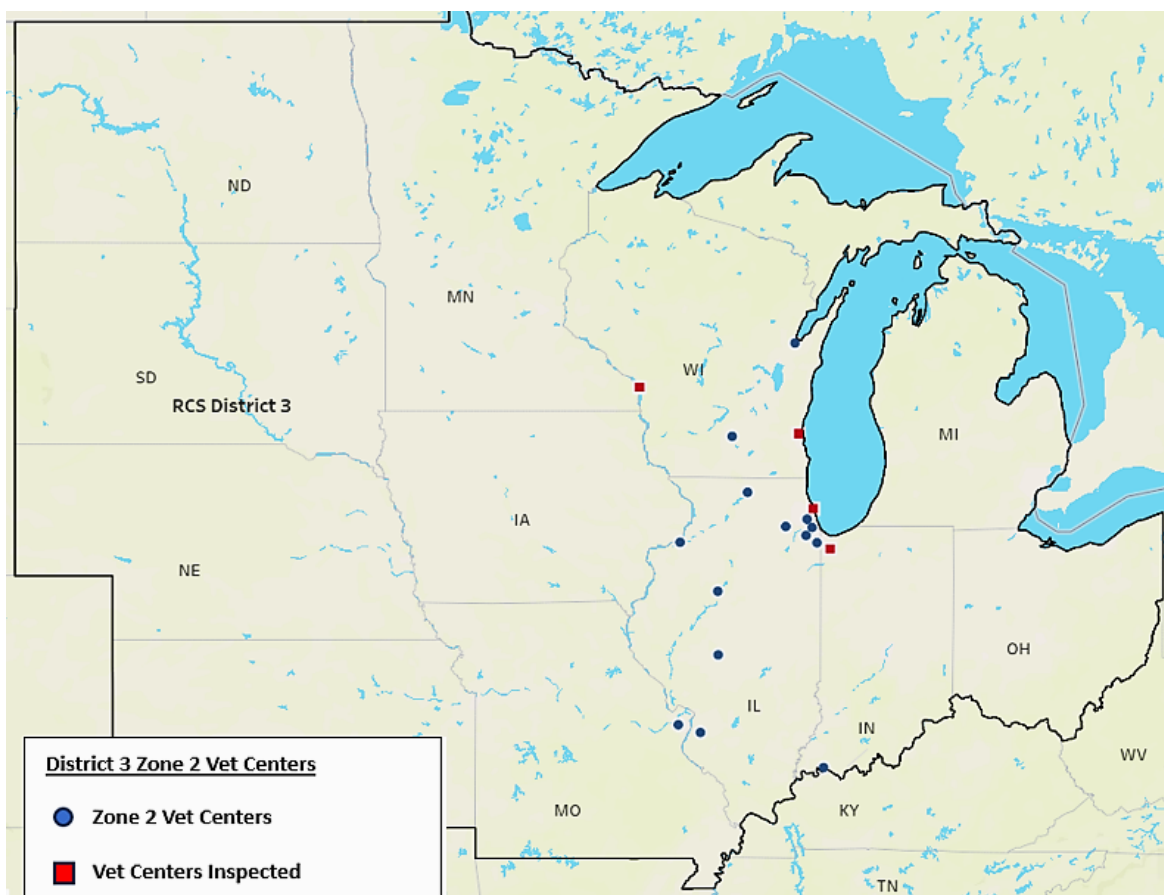 ND
MN
WI
SD
RCS District 3
MI
IA
NE
OH
IL
IN
WV
District 3 Zone 2 Vet Centers
Zone 2 Vet Centers
MO
KY
Vet Centers Inspected
TN